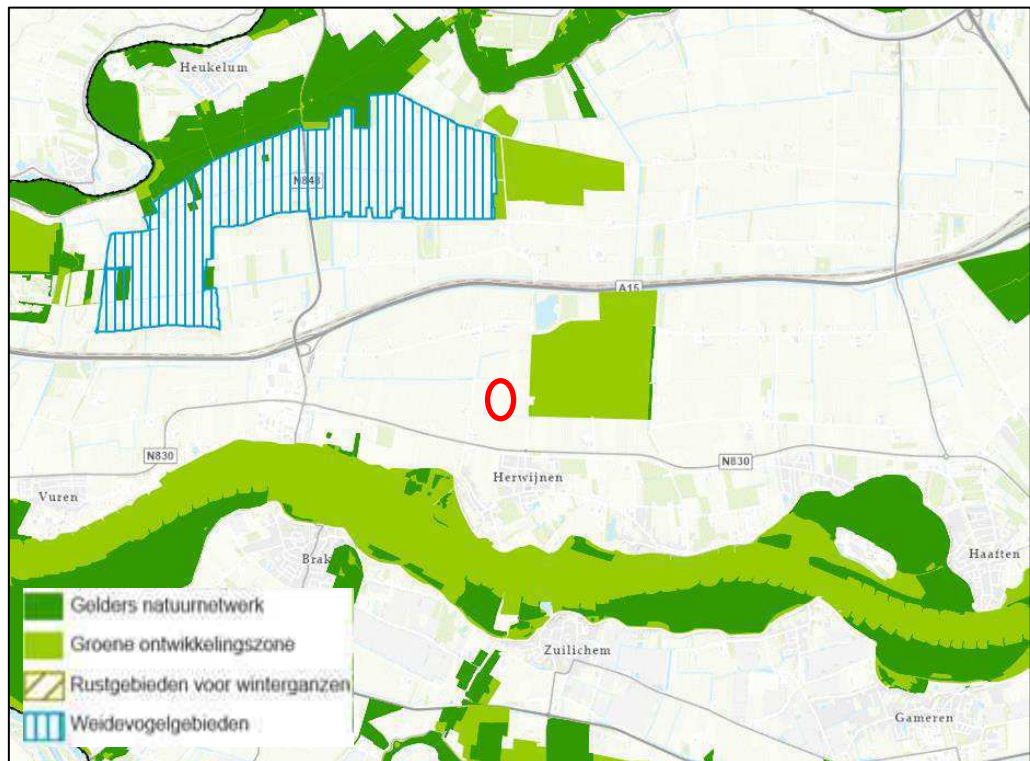 Heukelum
N848
A15
N830
Herwijnen
N830
Vuren
Haaften
Brak
Zuilichem
Gameren
Gelders natuurnetwerk
Groene ontwikkelingszone
Rustgebieden voor winterganzen
Weidevogelgebieden